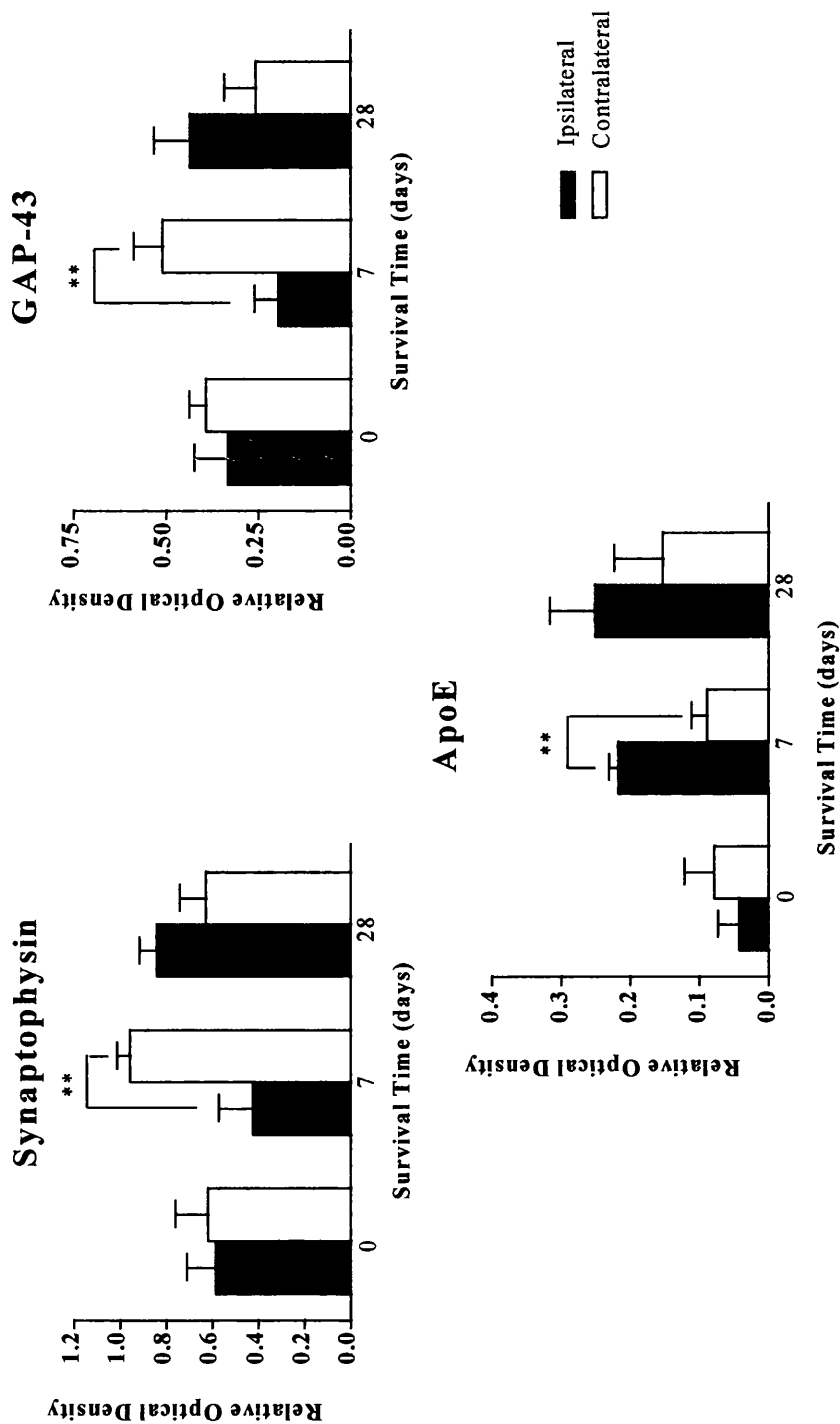 Synaptophysin
Relative Optical Density
1.2
1.0
0.8
0.6
0.4
0.2
0.0
**
0 7 28
Survival Time (days)
GAP-43
Relative Optical Density
0.75
0.50
0.25
0.00
**
0 7 28
Survival Time (days)
ApoE
Relative Optical Density
0.4
0.3
0.2
0.1
0.0
**
0 7 28
Survival Time (days)
Ipsilateral
Contralateral